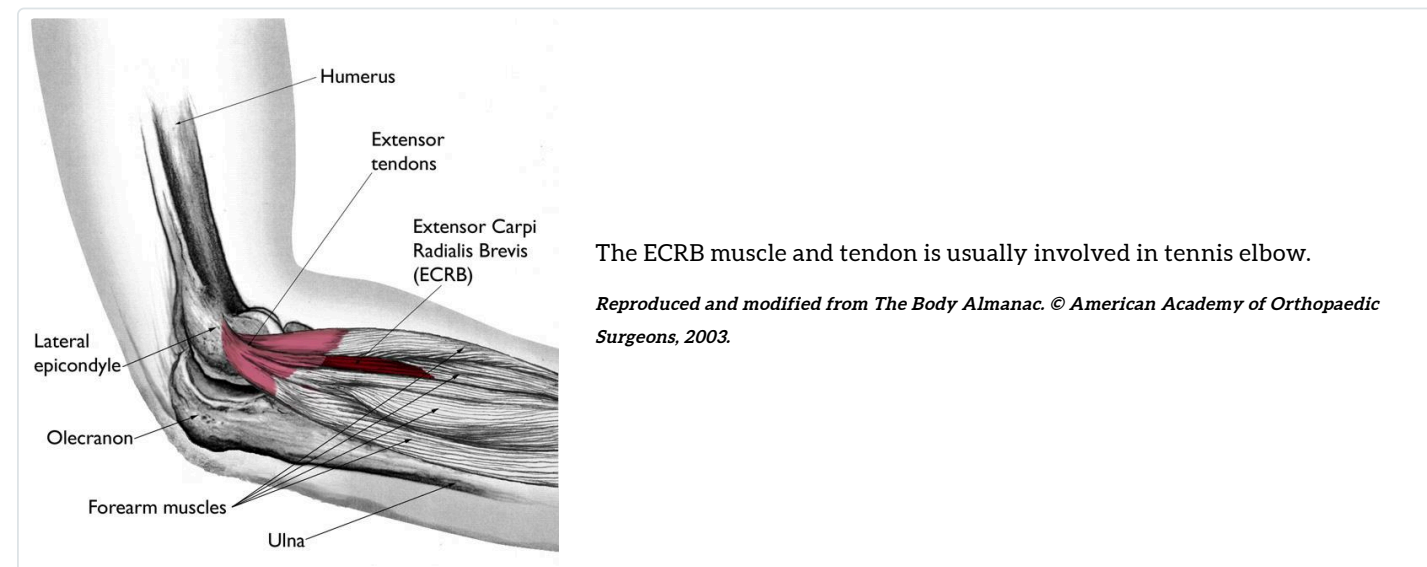 Humerus
Extensor
tendons
Extensor Carpi
Radialis Brevis
(ECRB)
Lateral
epicondyle
Olecranon
Forearm muscles
Ulna
The ECRB muscle and tendon is usually involved in tennis elbow.
Reproduced and modified from The Body Almanac. © American Academy of Orthopaedic
Surgeons, 2003.